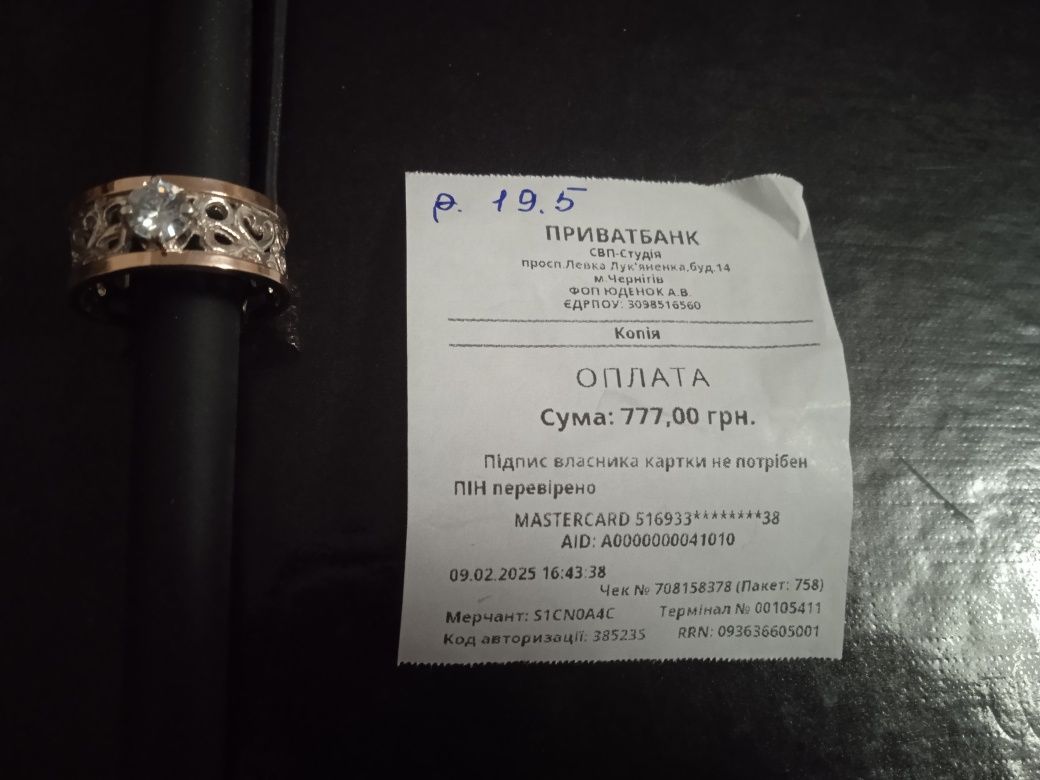 р. 19.5
ПРИВАТБАНК
СВП-Студія
просп.Левка Лук'яненка,буд.14
м.Чернігів
ФОП ЮДЕНОК А.В.
ЄДРПОУ: 3098516560
Копія
ОПЛАТА
Сума: 777,00 грн.
Підпис власника картки не потрібен
ПІН перевірено
MASTERCARD 516933********38
AID: A0000000041010
09.02.2025 16:43:38
Чек № 708158378 (Пакет: 758)
Мерчант: S1CN0A4C Термінал № 00105411
Код авторизації: 385235 RRN: 093636605001